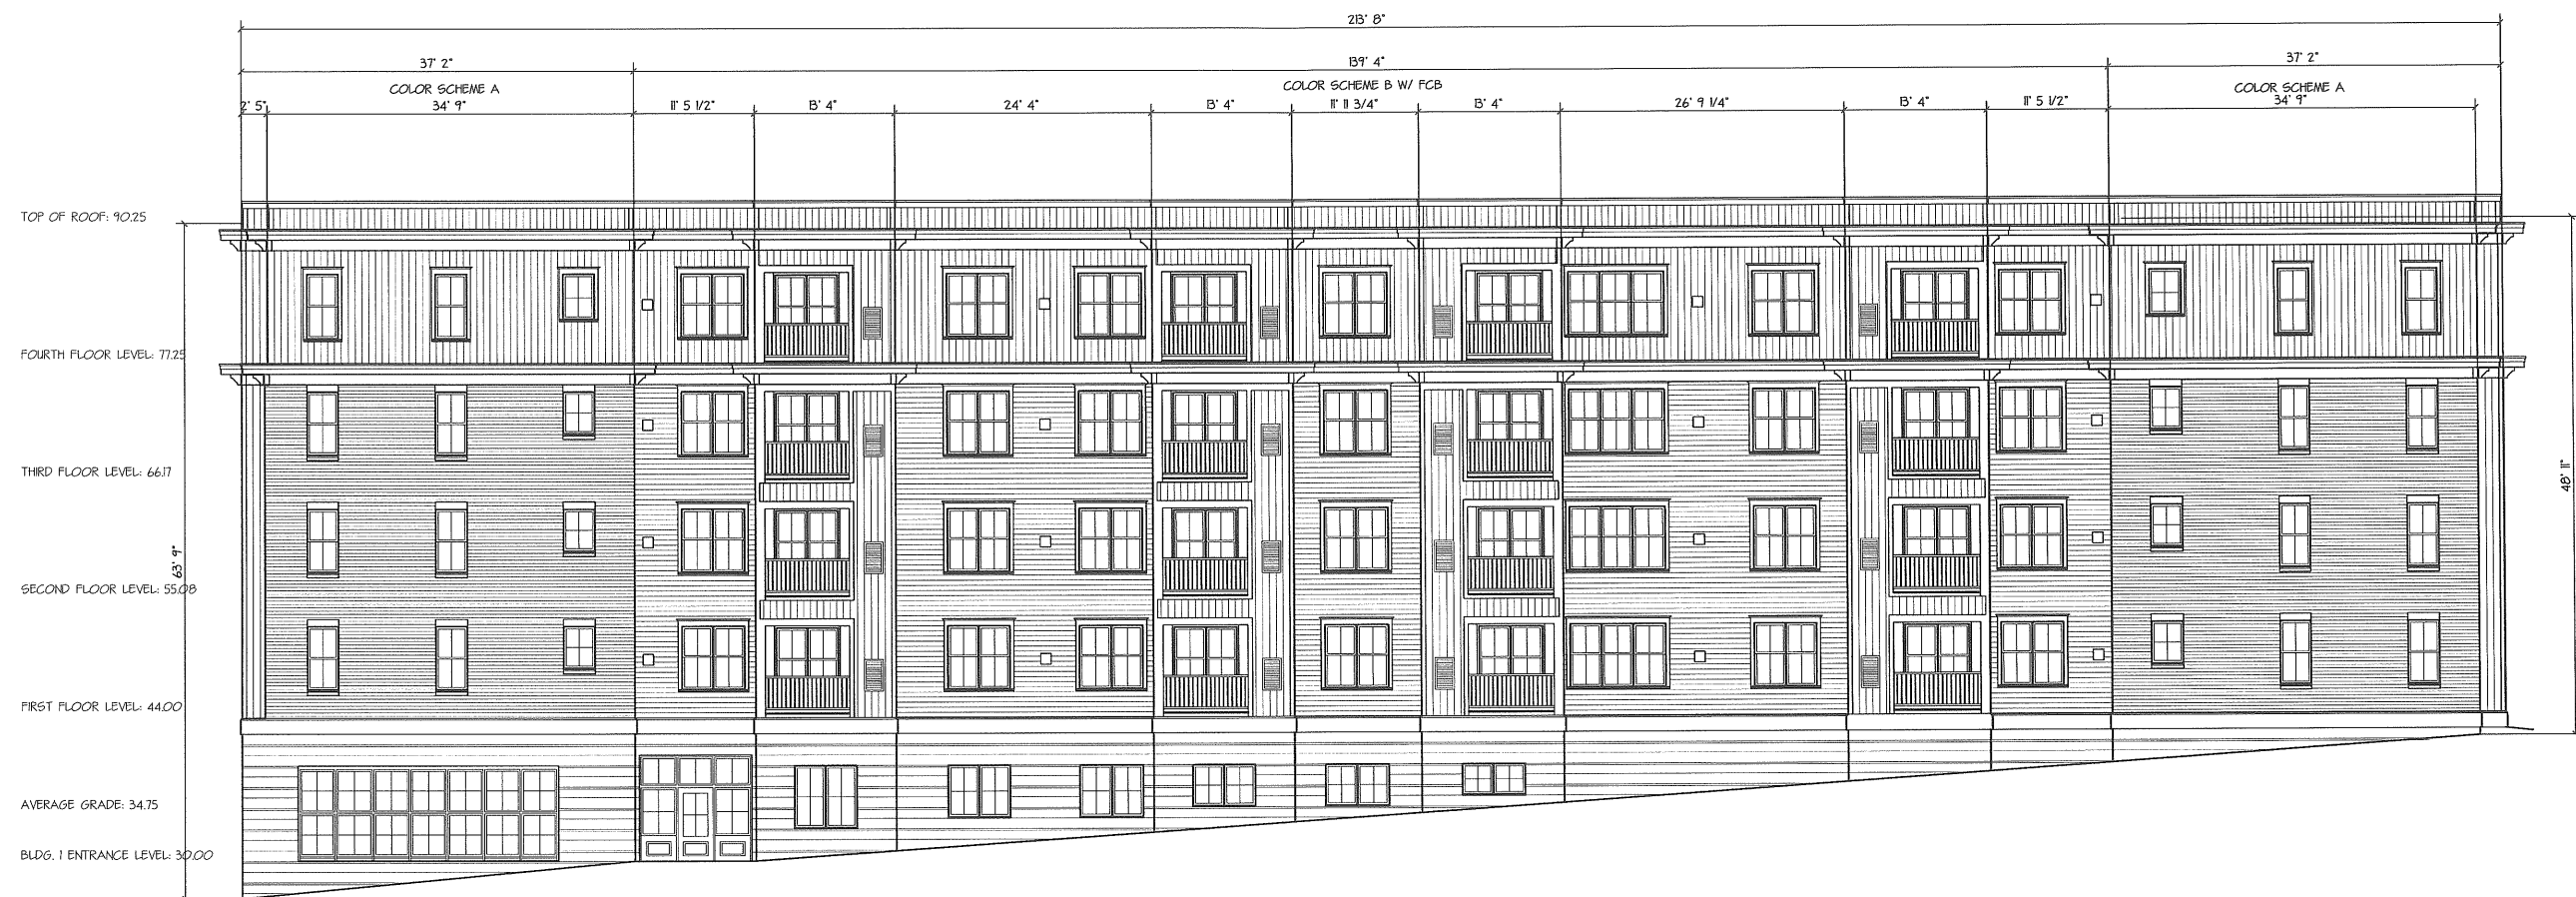 213' 8"
37' 2"
139' 4"
37' 2"
COLOR SCHEME A
COLOR SCHEME B W/ FCB
COLOR SCHEME A
2' 5"
34' 9"
11' 5 1/2"
13' 4"
24' 4"
13' 4"
11' 11 3/4"
13' 4"
26' 9 1/4"
13' 4"
11' 5 1/2"
34' 9"
TOP OF ROOF: 90.25
FOURTH FLOOR LEVEL: 77.25
THIRD FLOOR LEVEL: 66.17
48' 11"
63' 9"
SECOND FLOOR LEVEL: 55.08
FIRST FLOOR LEVEL: 44.00
AVERAGE GRADE: 34.75
BLDG. 1 ENTRANCE LEVEL: 30.00